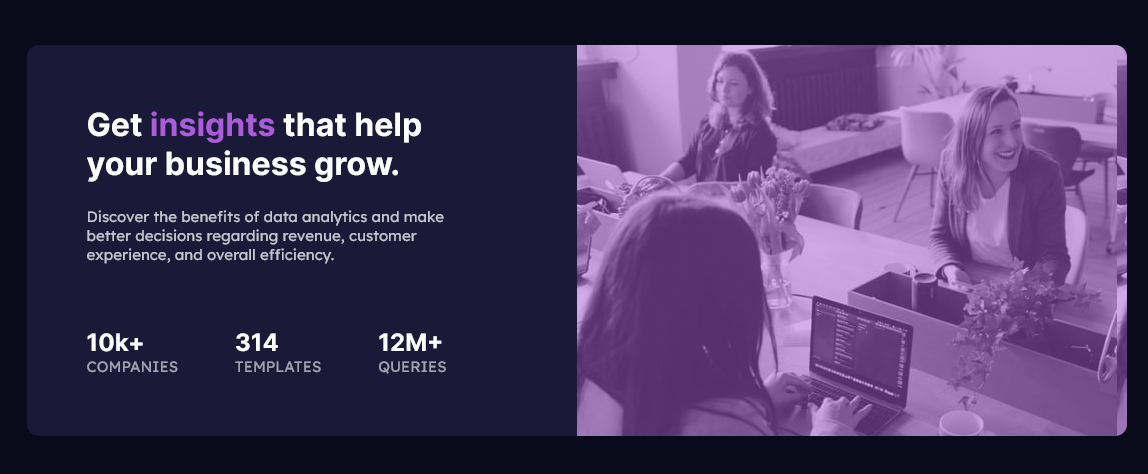 Get insights that help
your business grow.
Discover the benefits of data analytics and make
better decisions regarding revenue, customer
experience, and overall efficiency.
10k+ 314 12M+
COMPANIES TEMPLATES QUERIES